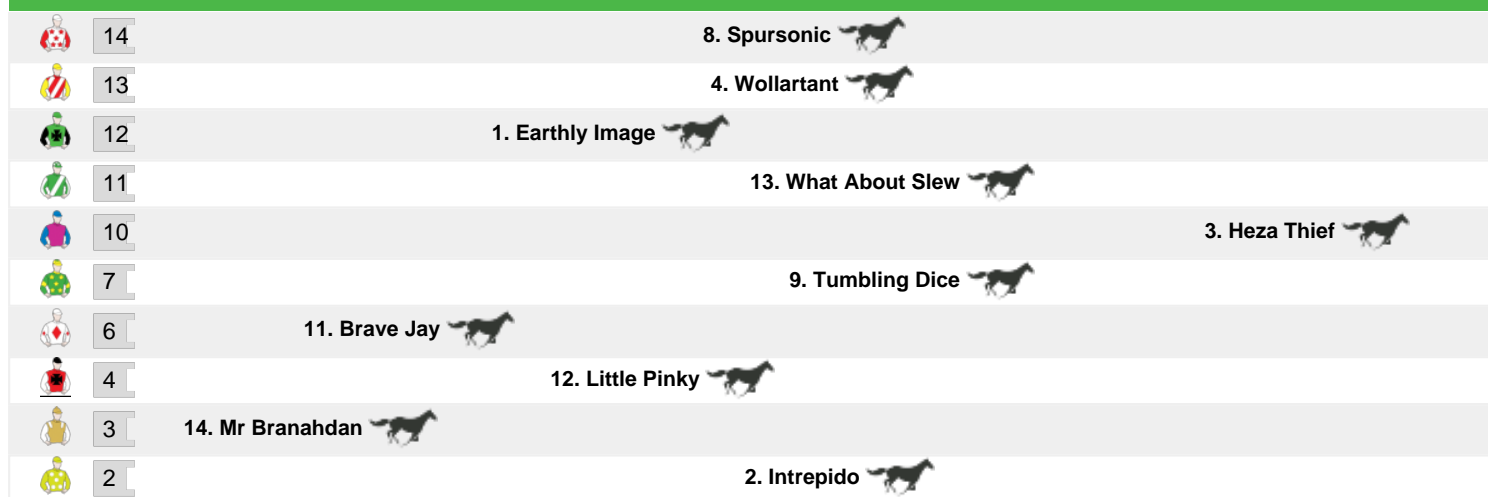 14 8. Spursonic
13 4. Wollartant
12 1. Earthly Image
11 13. What About Slew
10 3. Heza Thief
7 9. Tumbling Dice
6 11. Brave Jay
4 12. Little Pinky
3 14. Mr Branahdan
2 2. Intrepido